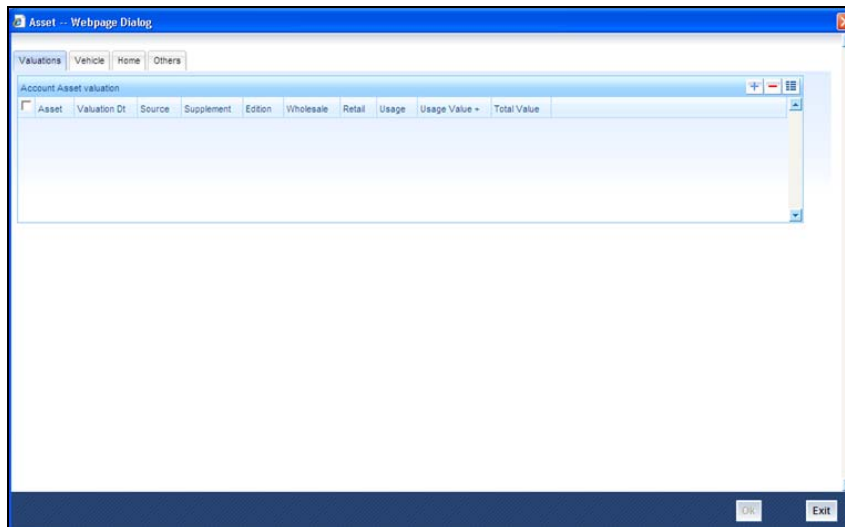 Asset -- Webpage Dialog
Valuations Vehicle Home Others
Account Asset valuation
Asset Valuation Dt Source Supplement Edition Wholesale Retail Usage Usage Value + Total Value
Ok Exit